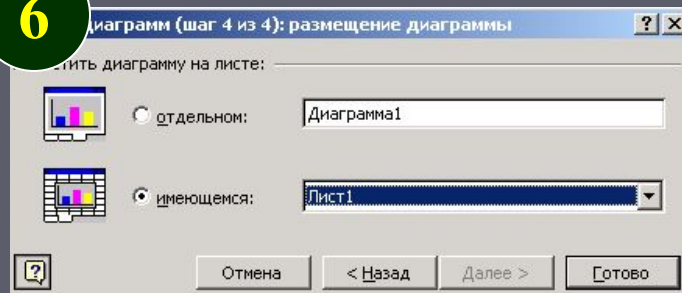 6
диаграмм (шаг 4 из 4): размещение диаграммы
? ×
тить диаграмму на листе:
отдельном: Диаграмма1
имеющемся: Лист1
? Отмена < Назад Далее > Готово